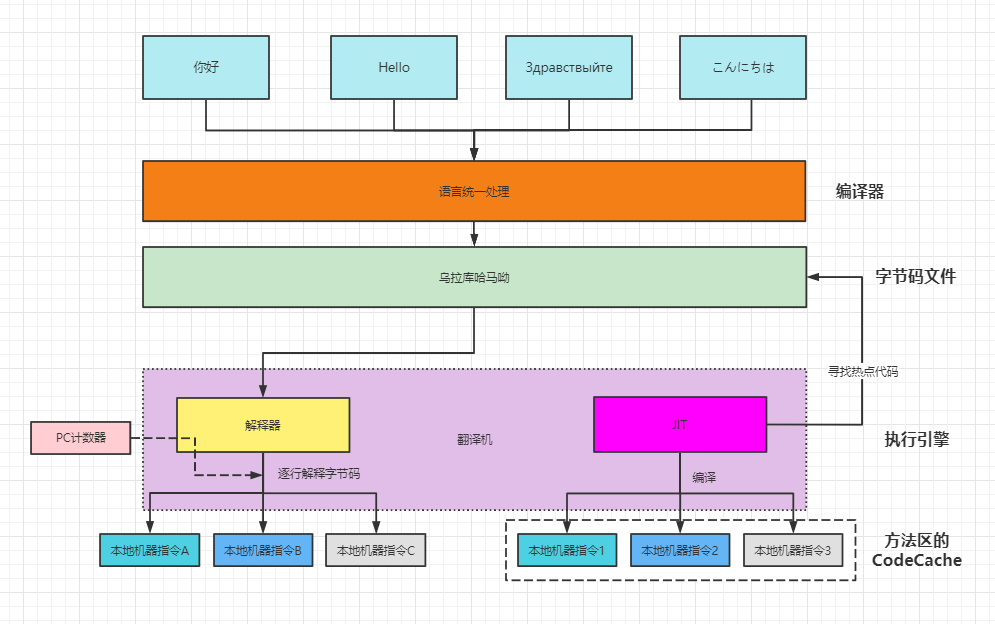 你好
Hello
Здравствыйте
こんにちは
语言统一处理
编译器
乌拉库哈马呦
字节码文件
寻找热点代码
PC计数器
解释器
翻译机
JIT
执行引擎
逐行解释字节码
编译
本地机器指令A
本地机器指令B
本地机器指令C
本地机器指令1
本地机器指令2
本地机器指令3
方法区的
CodeCache